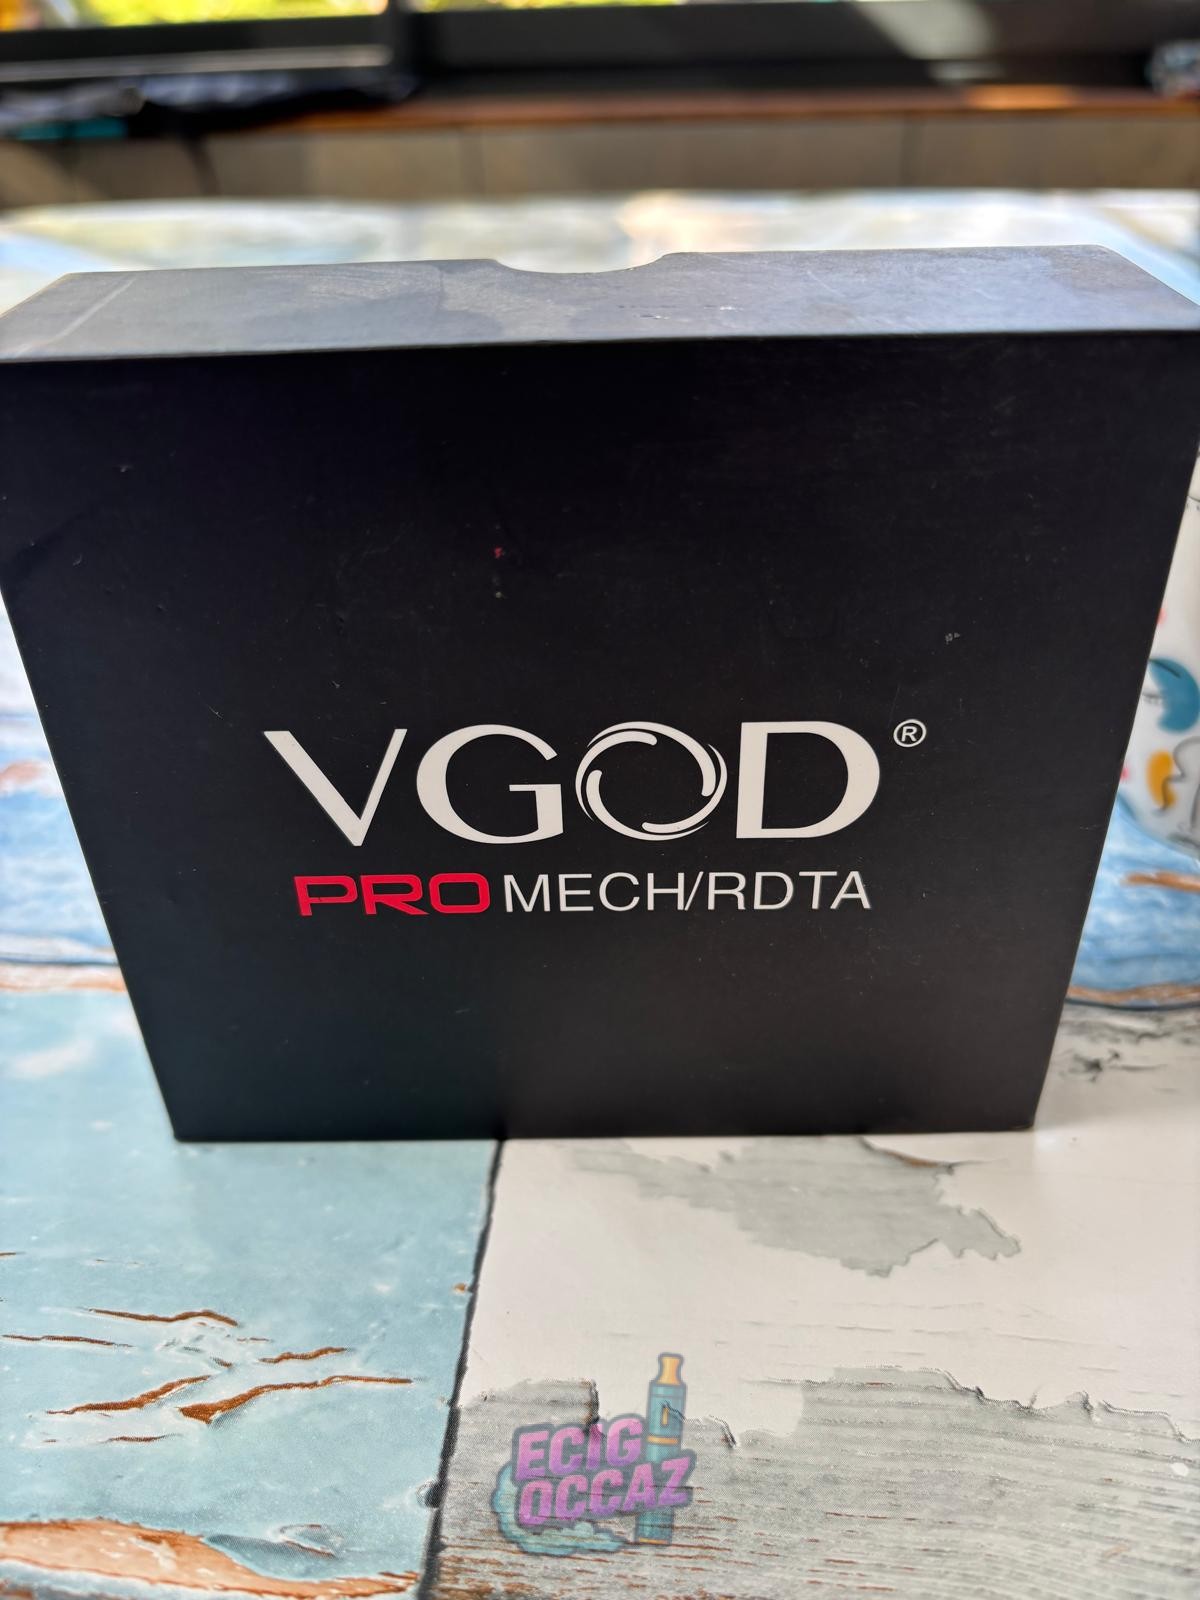 VGOD®
PRO MECH/RDTA
ECIG
OCCAZ